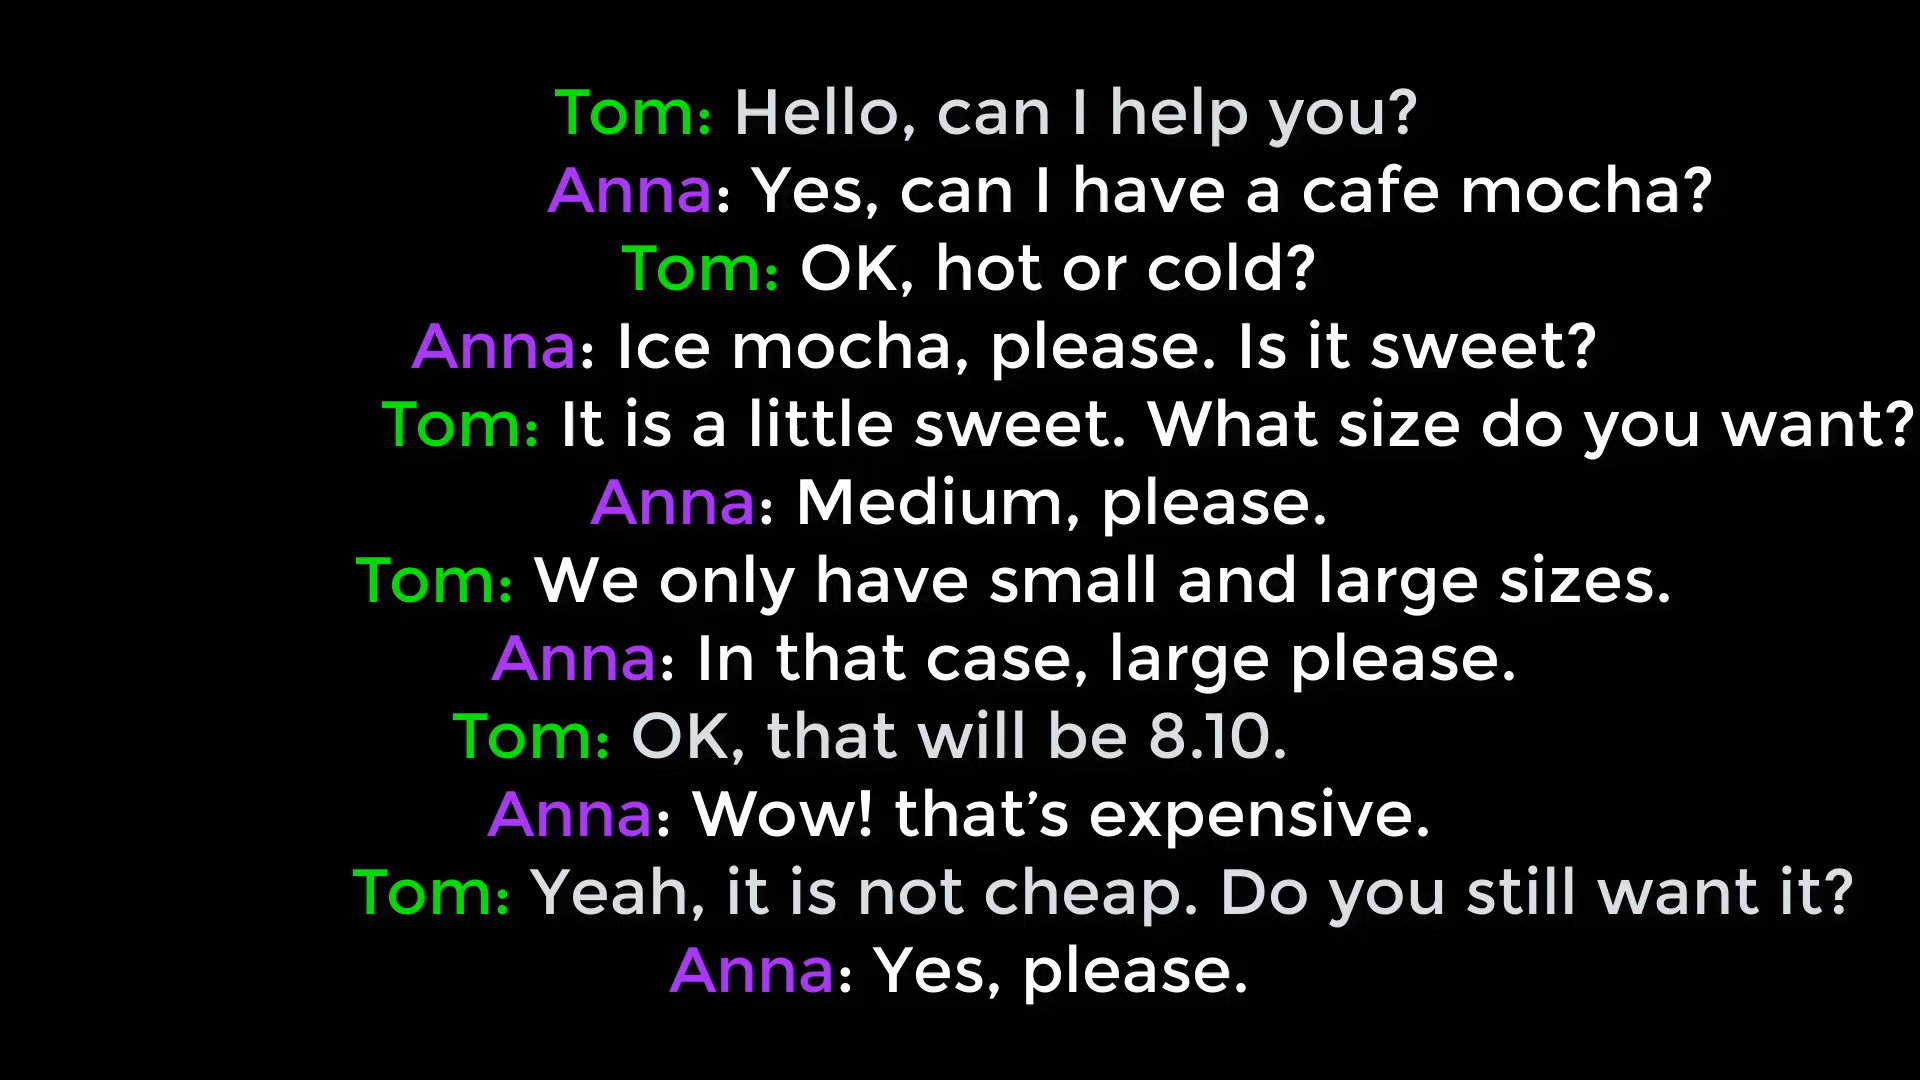 Tom: Hello, can I help you?
Anna: Yes, can I have a cafe mocha?
Tom: OK, hot or cold?
Anna: Ice mocha, please. Is it sweet?
Tom: It is a little sweet. What size do you want?
Anna: Medium, please.
Tom: We only have small and large sizes.
Anna: In that case, large please.
Tom: OK, that will be 8.10.
Anna: Wow! that’s expensive.
Tom: Yeah, it is not cheap. Do you still want it?
Anna: Yes, please.